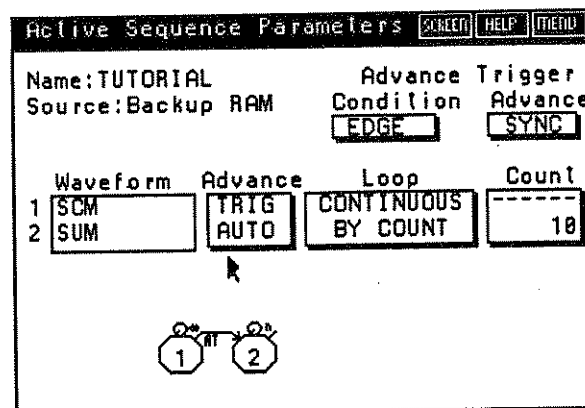 Active Sequence Parameters SCREEN HELP MENU
Name:TUTORIAL Advance Trigger
Source:Backup RAM Condition Advance
EDGE SYNC
Waveform Advance Loop Count
1 SCM TRIG CONTINUOUS ------
2 SUM AUTO BY COUNT 10
AT
1 2